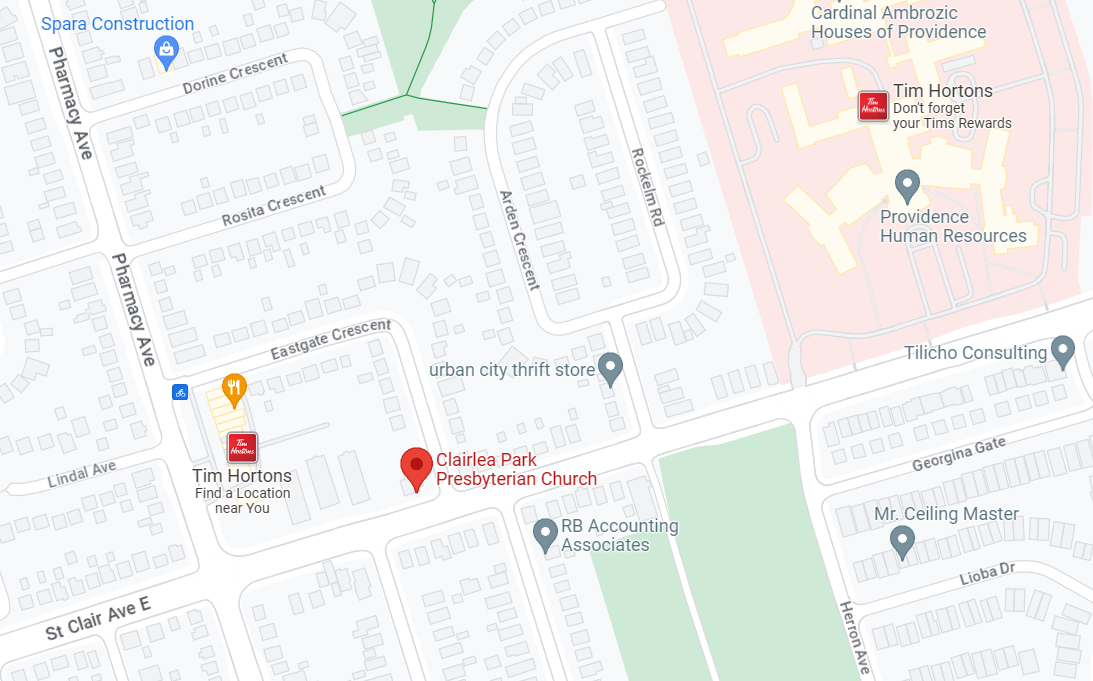 Spara Construction
Cardinal Ambrozic
Houses of Providence
Pharmacy Ave
Dorine Crescent
Tim Hortons
Tim Hortons
Don't forget
your Tims Rewards
Rockelm Rd
Rosita Crescent
Arden Crescent
Providence
Human Resources
Pharmacy Ave
Eastgate Crescent
urban city thrift store
Tilicho Consulting
Tim Hortons
Tim Hortons
Find a Location
near You
Lindal Ave
Clairlea Park
Presbyterian Church
Georgina Gate
RB Accounting
Associates
Mr. Ceiling Master
Lioba Dr
St Clair Ave E
Herron Ave